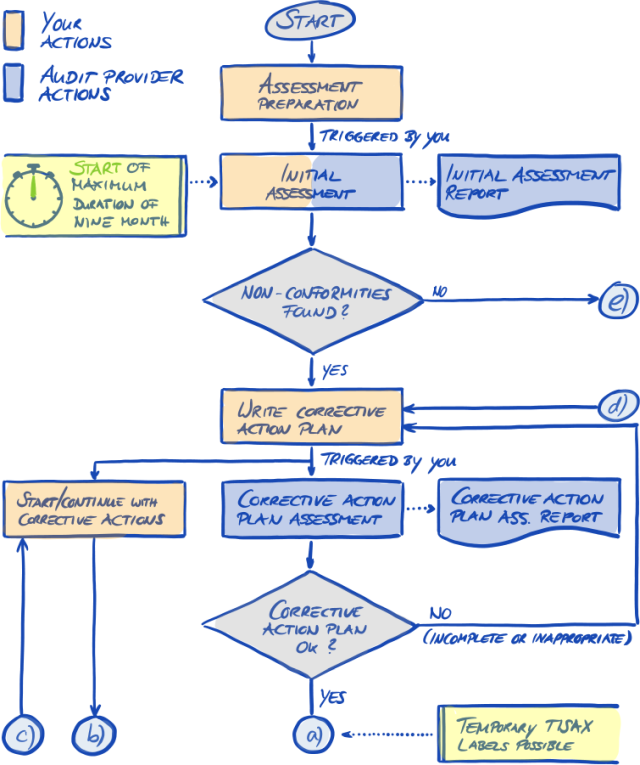 START
YOUR
ACTIONS
AUDIT PROVIDER
ACTIONS
ASSESSMENT
PREPARATION
TRIGGERED BY YOU
START OF
MAXIMUM
DURATION OF
NINE MONTH
INITIAL
ASSESSMENT
INITIAL ASSESSMENT
REPORT
NON-CONFORMITIES
FOUND?
NO
e)
YES
WRITE CORRECTIVE
ACTION PLAN
d)
TRIGGERED BY YOU
START/CONTINUE WITH
CORRECTIVE ACTIONS
CORRECTIVE ACTION
PLAN ASSESSMENT
CORRECTIVE ACTION
PLAN ASS. REPORT
CORRECTIVE
ACTION PLAN
OK?
NO
(INCOMPLETE OR INAPPROPRIATE)
YES
c)
b)
a)
TEMPORARY TISAX
LABELS POSSIBLE